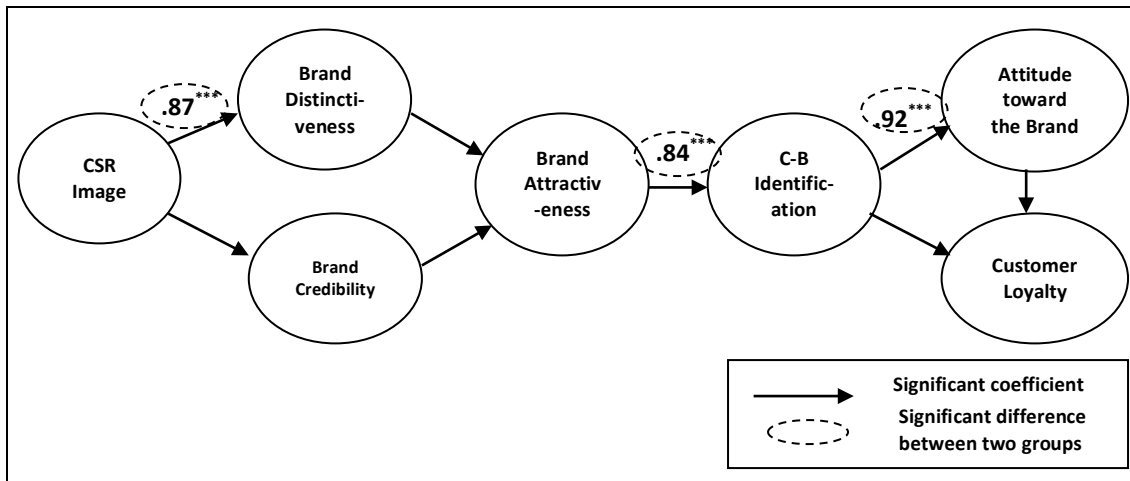 CSR
Image
.87***
Brand
Distincti-
iveness
Brand
Credibility
Brand
Attractiv
-eness
.84***
C-B
Identific-
ation
.92***
Attitude
toward
the Brand
Customer
Loyalty
Significant coefficient
Significant difference
between two groups